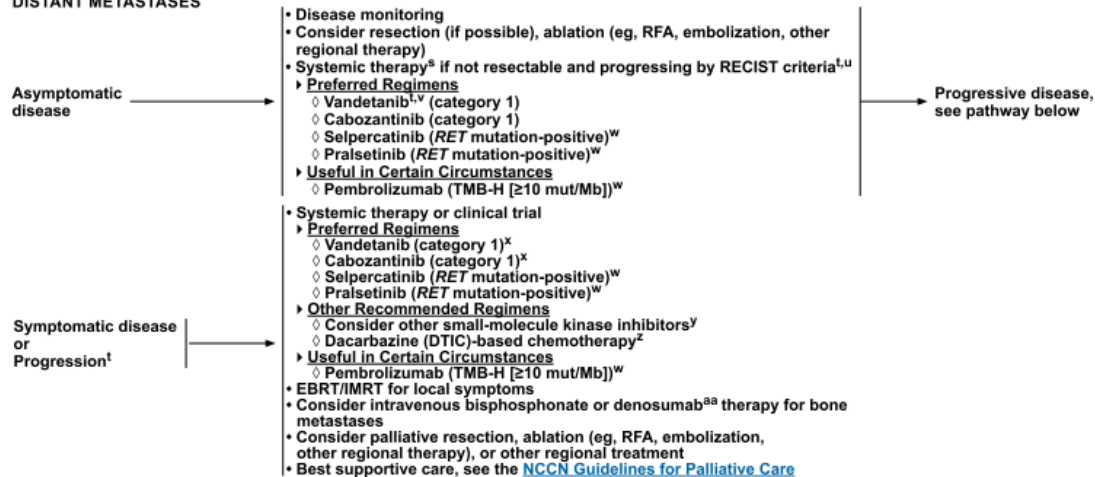 DISTANT METASTASES
Asymptomatic
disease
• Disease monitoring
• Consider resection (if possible), ablation (eg, RFA, embolization, other
regional therapy)
• Systemic therapyˢ if not resectable and progressing by RECIST criteriaᵗ,ᵘ
▸ Preferred Regimens
◊ Vandetanibᵗ,ᵛ (category 1)
◊ Cabozantinib (category 1)
◊ Selpercatinib (RET mutation-positive)ʷ
◊ Pralsetinib (RET mutation-positive)ʷ
▸ Useful in Certain Circumstances
◊ Pembrolizumab (TMB-H [≥10 mut/Mb])ʷ
Progressive disease,
see pathway below
Symptomatic disease
or
Progressionᵗ
• Systemic therapy or clinical trial
▸ Preferred Regimens
◊ Vandetanib (category 1)ˣ
◊ Cabozantinib (category 1)ˣ
◊ Selpercatinib (RET mutation-positive)ʷ
◊ Pralsetinib (RET mutation-positive)ʷ
▸ Other Recommended Regimens
◊ Consider other small-molecule kinase inhibitorsʸ
◊ Dacarbazine (DTIC)-based chemotherapyᶻ
▸ Useful in Certain Circumstances
◊ Pembrolizumab (TMB-H [≥10 mut/Mb])ʷ
• EBRT/IMRT for local symptoms
• Consider intravenous bisphosphonate or denosumabᵃᵃ therapy for bone
metastases
• Consider palliative resection, ablation (eg, RFA, embolization,
other regional therapy), or other regional treatment
• Best supportive care, see the NCCN Guidelines for Palliative Care